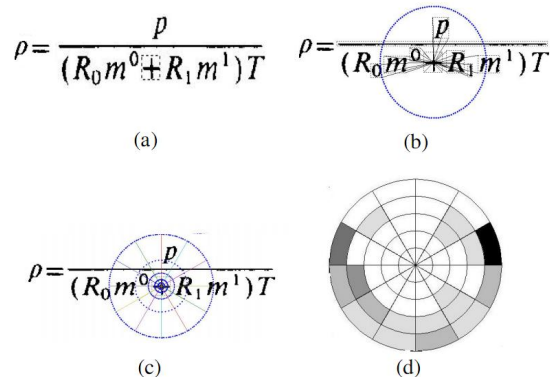 ρ = p
(R₀m⁰ + R₁m¹)T
(a)
ρ = p
(R₀m⁰ + R₁m¹)T
(b)
ρ = p
(R₀m⁰ R₁m¹)T
(c)
(d)